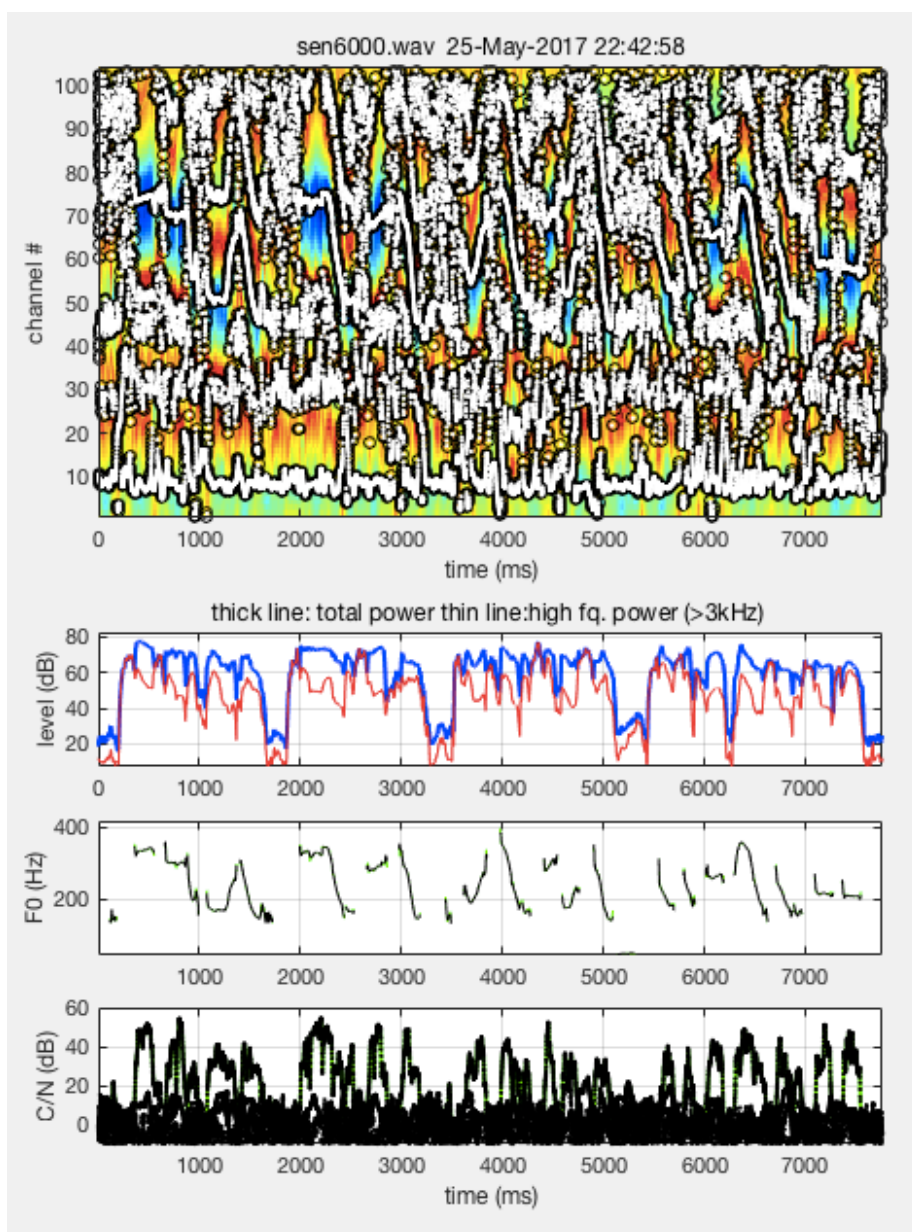 sen6000.wav 25-May-2017 22:42:58
100
90
80
70
60
50
40
30
20
10
channel #
0 1000 2000 3000 4000 5000 6000 7000
time (ms)
thick line: total power thin line:high fq. power (>3kHz)
80
60
40
20
level (dB)
0 1000 2000 3000 4000 5000 6000 7000
400
200
F0 (Hz)
1000 2000 3000 4000 5000 6000 7000
60
40
20
0
C/N (dB)
1000 2000 3000 4000 5000 6000 7000
time (ms)